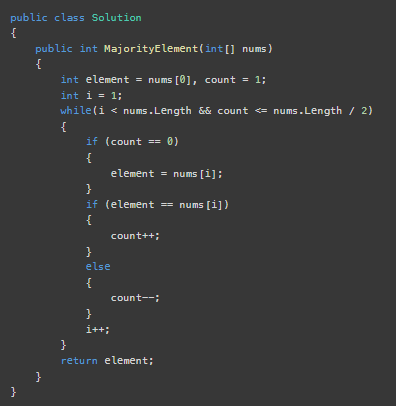 public class Solution
{
    public int MajorityElement(int[] nums)
    {
        int element = nums[0], count = 1;
        int i = 1;
        while(i < nums.Length && count <= nums.Length / 2)
        {
            if (count == 0)
            {
                element = nums[i];
            }
            if (element == nums[i])
            {
                count++;
            }
            else
            {
                count--;
            }
            i++;
        }
        return element;
    }
}